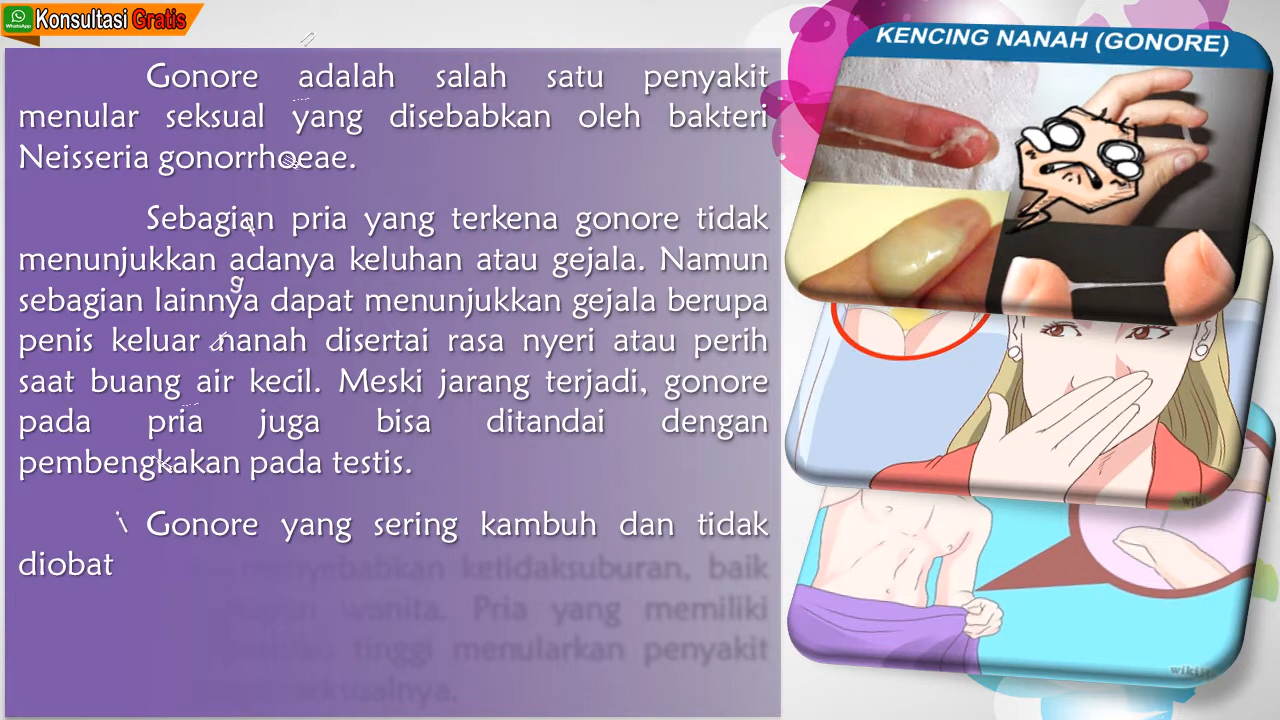 WhatsApp
Konsultasi Gratis
KENCING NANAH (GONORE)
Gonore adalah salah satu penyakit
menular seksual yang disebabkan oleh bakteri
Neisseria gonorrhoeae.
Sebagian pria yang terkena gonore tidak
menunjukkan adanya keluhan atau gejala. Namun
sebagian lainnya dapat menunjukkan gejala berupa
penis keluar nanah disertai rasa nyeri atau perih
saat buang air kecil. Meski jarang terjadi, gonore
pada pria juga bisa ditandai dengan
pembengkakan pada testis.
Gonore yang sering kambuh dan tidak
diobat
menyebabkan ketidaksuburan, baik
wanita. Pria yang memiliki
tinggi menularkan penyakit